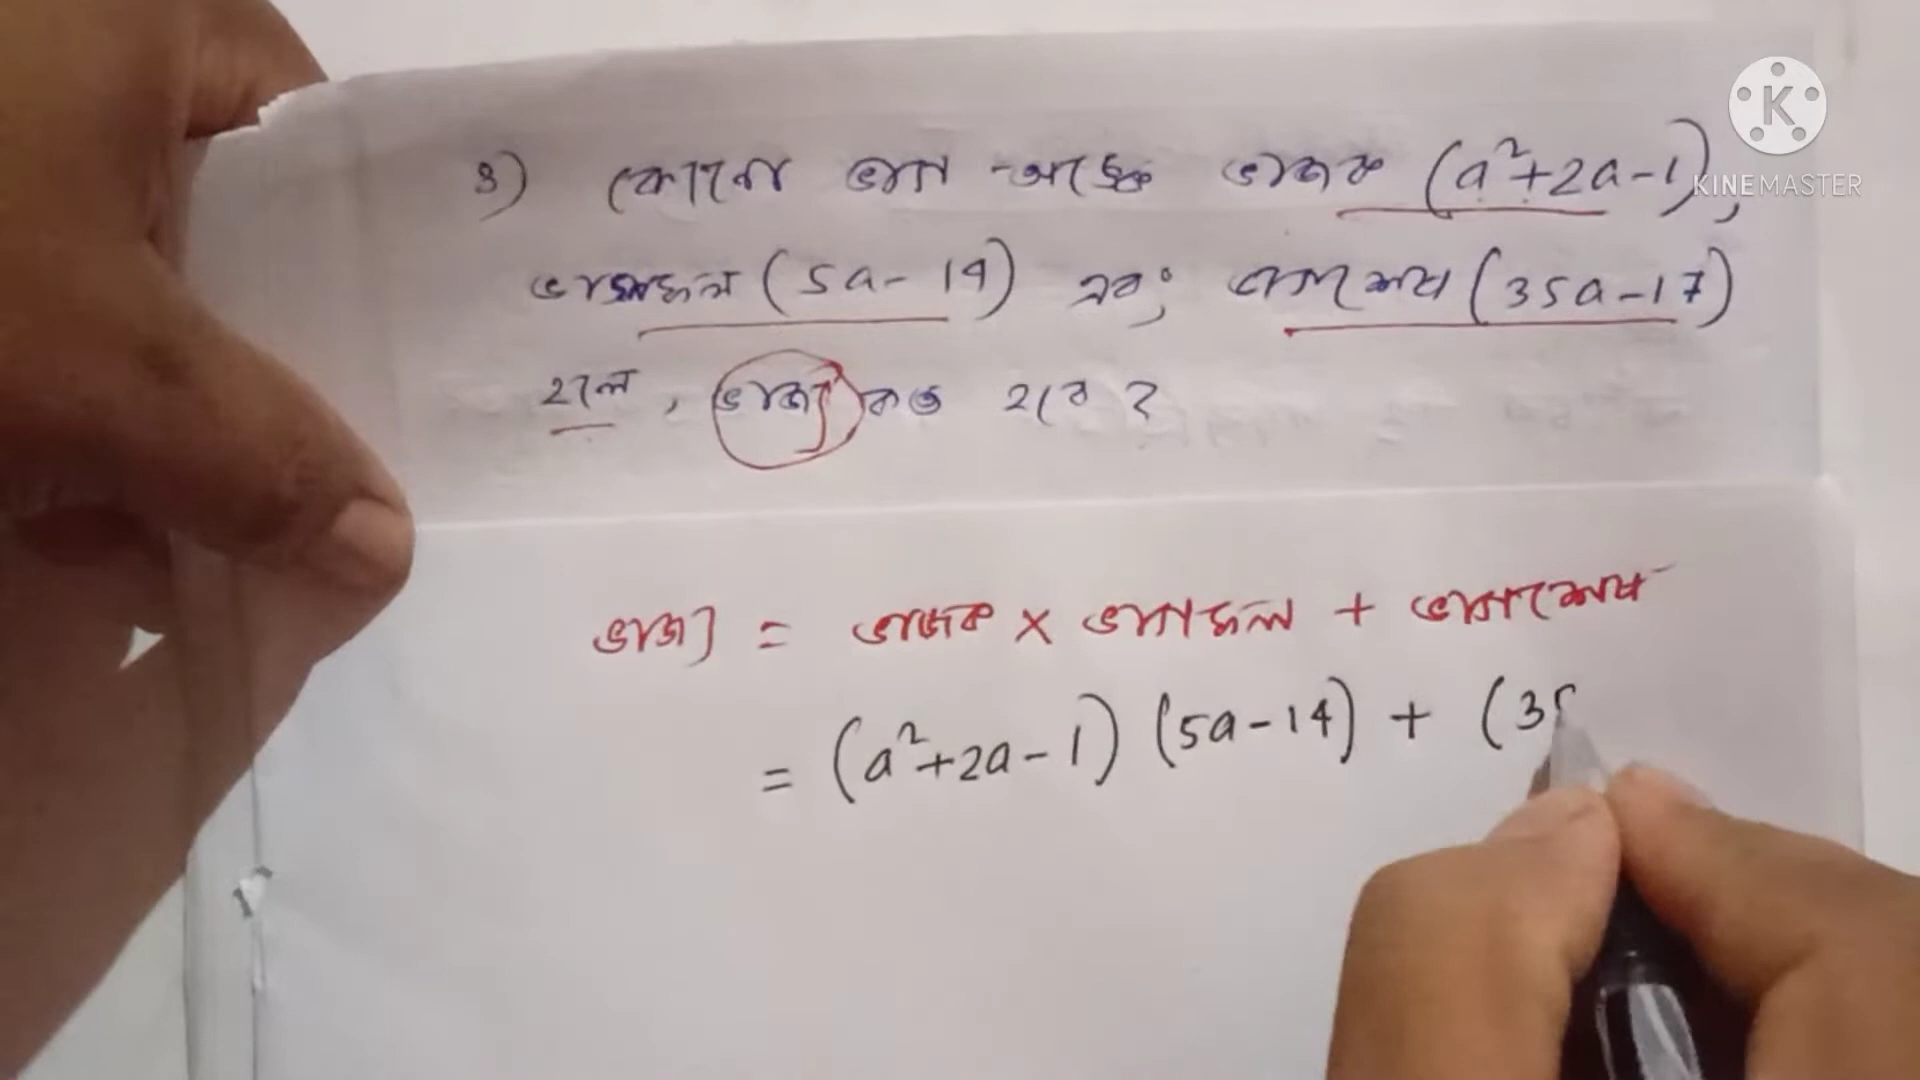 ৪) কোনো ভাগ অঙ্কে ভাজক (a²+2a-1),
ভাগফল (5a-14) এবং ভাগশেষ (35a-17)
হলে, ভাজ্য কত হবে ?
ভাজ্য = ভাজক × ভাগফল + ভাগশেষ
= (a²+2a-1) (5a-14) + (35
K
KINEMASTER